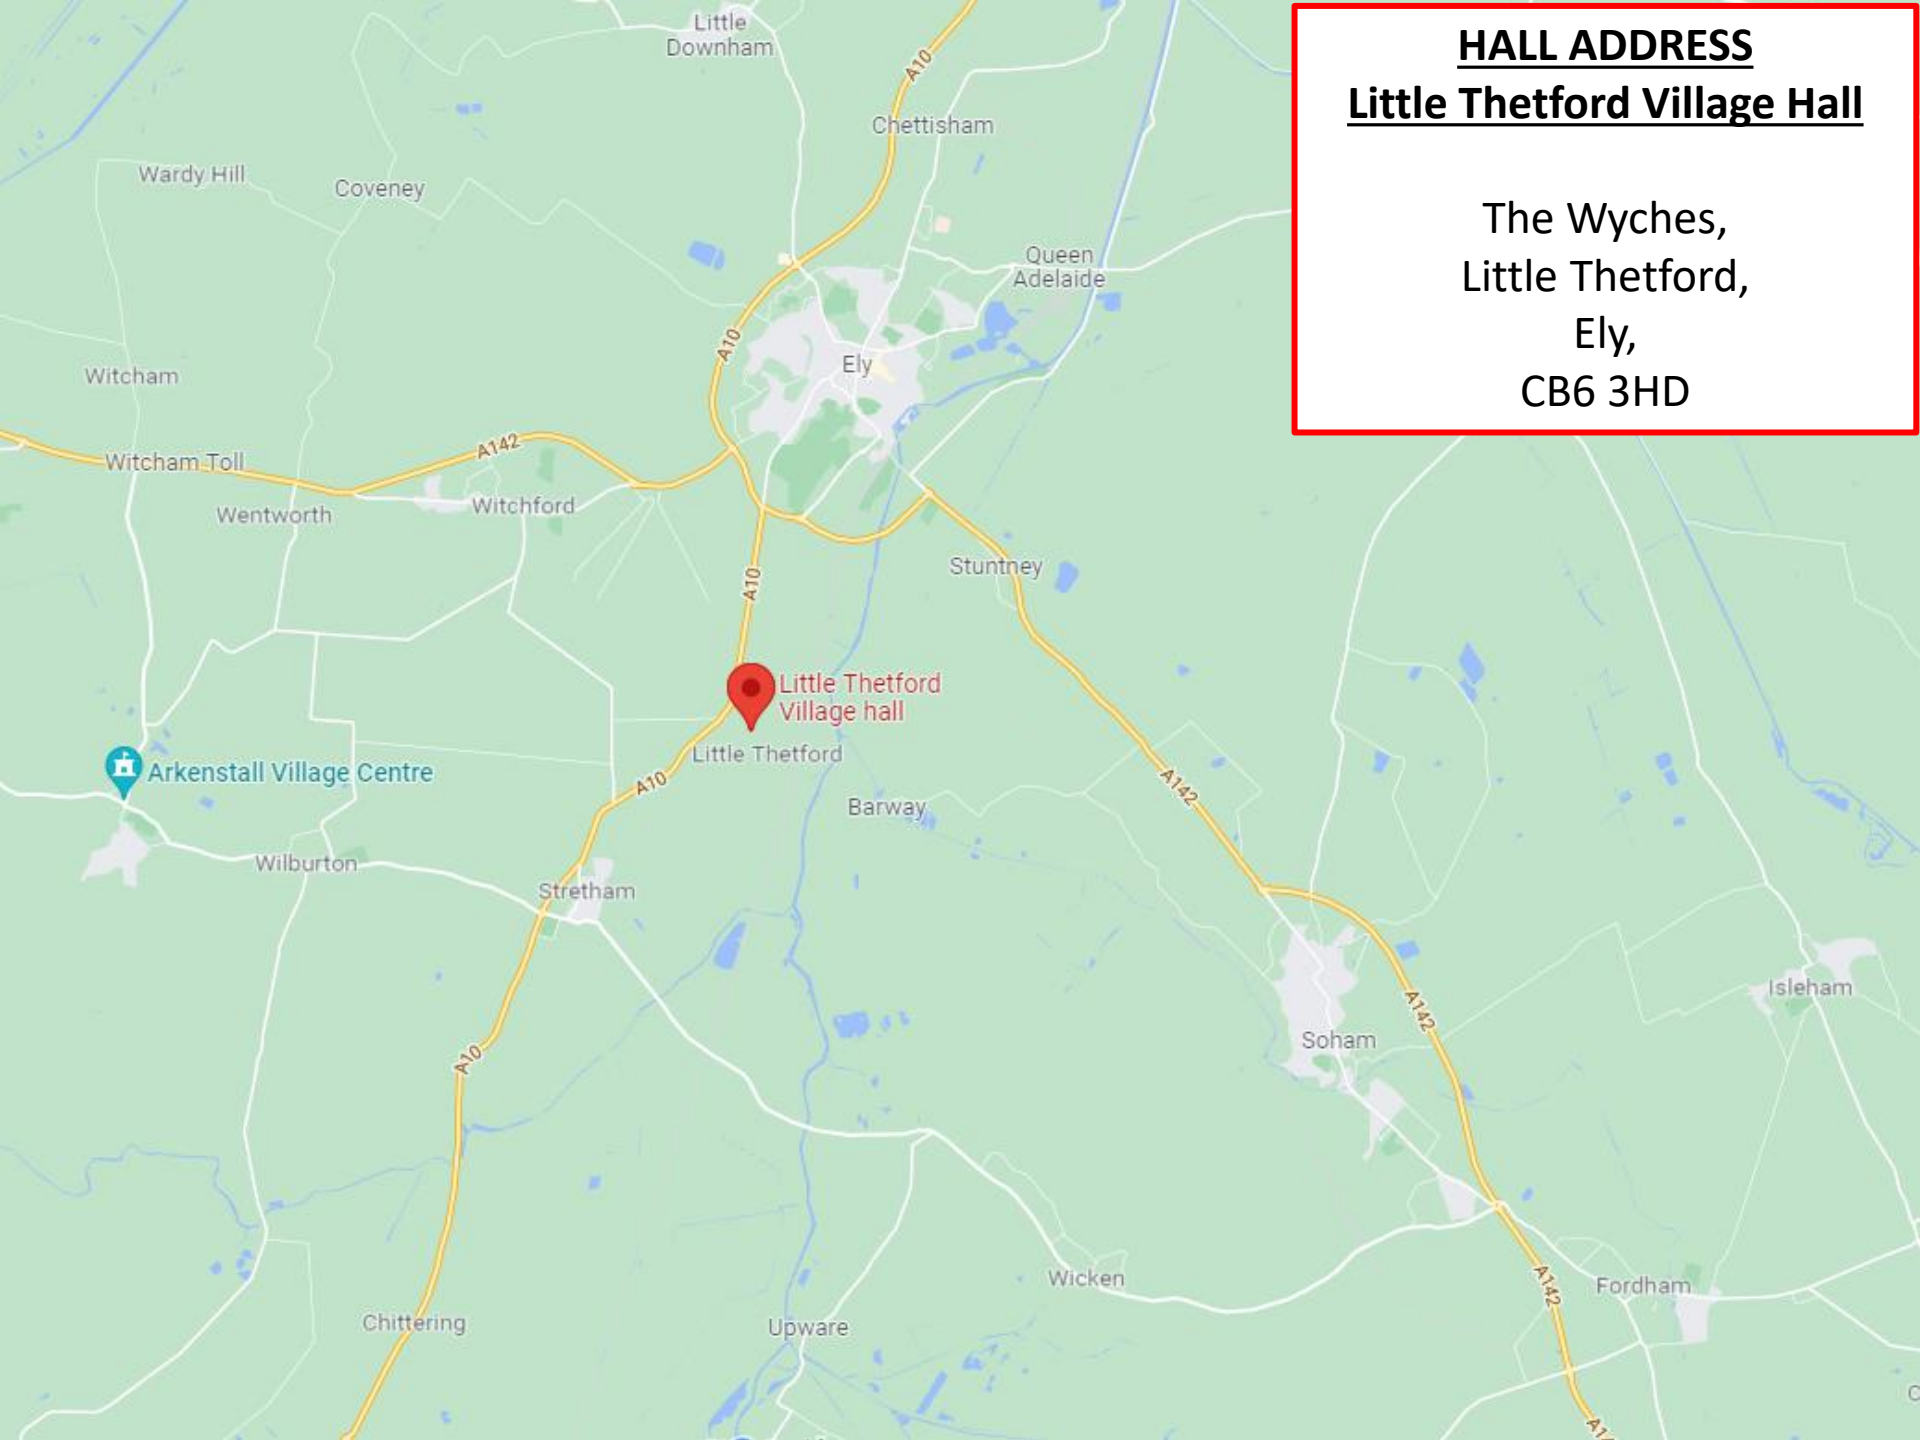 HALL ADDRESS
Little Thetford Village Hall
The Wyches,
Little Thetford,
Ely,
CB6 3HD
Little
Downham
A10
Chettisham
Wardy Hill
Coveney
Queen
Adelaide
A10
Ely
Witcham
A142
Witcham Toll
Wentworth
Witchford
Stuntney
A10
Little Thetford
Village hall
Little Thetford
Arkenstall Village Centre
A10
A142
Barway
Wilburton
Stretham
Isleham
A142
Soham
A10
Wicken
A142
Fordham
Chittering
Upware